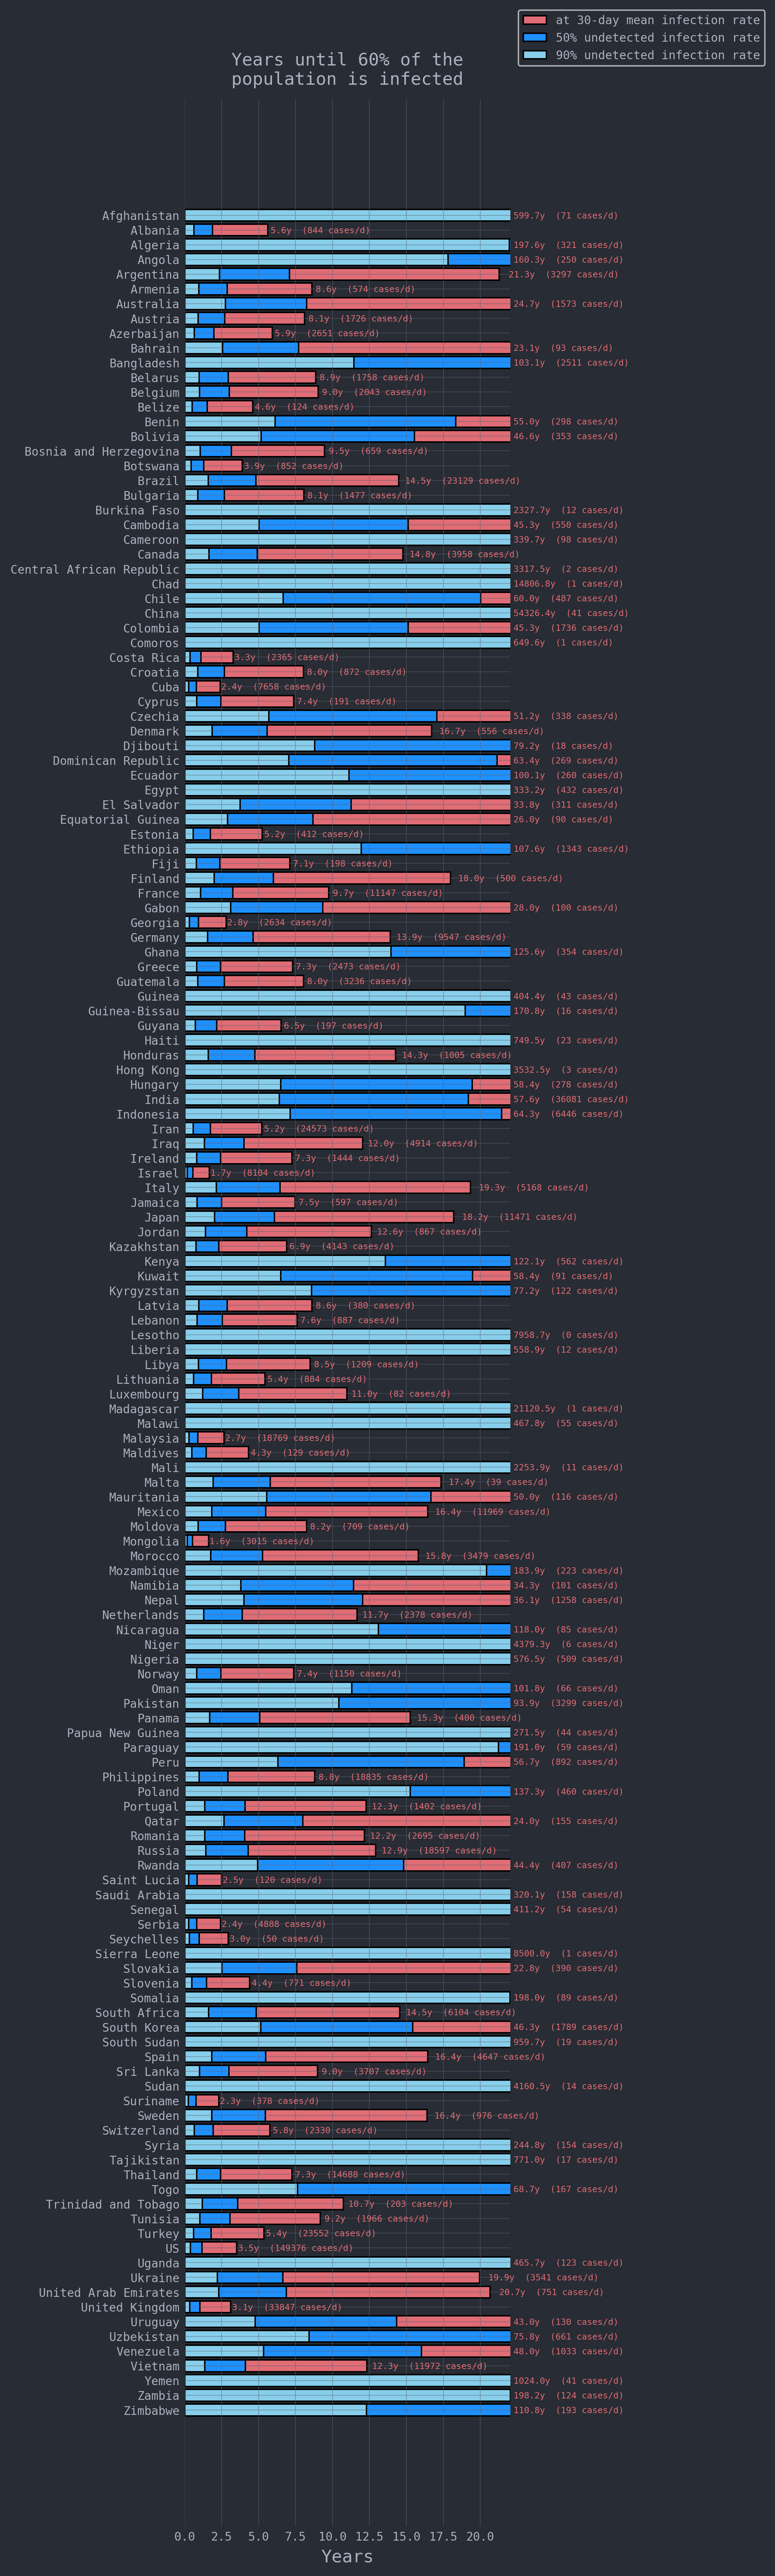 at 30-day mean infection rate
50% undetected infection rate
90% undetected infection rate
Years until 60% of the
population is infected
Afghanistan 599.7y (71 cases/d)
Albania 5.6y (844 cases/d)
Algeria 197.6y (321 cases/d)
Angola 160.3y (250 cases/d)
Argentina 21.3y (3297 cases/d)
Armenia 8.6y (574 cases/d)
Australia 24.7y (1573 cases/d)
Austria 8.1y (1726 cases/d)
Azerbaijan 5.9y (2651 cases/d)
Bahrain 23.1y (93 cases/d)
Bangladesh 103.1y (2511 cases/d)
Belarus 8.9y (1758 cases/d)
Belgium 9.0y (2043 cases/d)
Belize 4.6y (124 cases/d)
Benin 55.0y (298 cases/d)
Bolivia 46.6y (353 cases/d)
Bosnia and Herzegovina 9.5y (659 cases/d)
Botswana 3.9y (852 cases/d)
Brazil 14.5y (23129 cases/d)
Bulgaria 8.1y (1477 cases/d)
Burkina Faso 2327.7y (12 cases/d)
Cambodia 45.3y (550 cases/d)
Cameroon 339.7y (98 cases/d)
Canada 14.8y (3958 cases/d)
Central African Republic 3317.5y (2 cases/d)
Chad 14806.8y (1 cases/d)
Chile 60.0y (487 cases/d)
China 54326.4y (41 cases/d)
Colombia 45.3y (1736 cases/d)
Comoros 649.6y (1 cases/d)
Costa Rica 3.3y (2365 cases/d)
Croatia 8.0y (872 cases/d)
Cuba 2.4y (7658 cases/d)
Cyprus 7.4y (191 cases/d)
Czechia 51.2y (338 cases/d)
Denmark 16.7y (556 cases/d)
Djibouti 79.2y (18 cases/d)
Dominican Republic 63.4y (269 cases/d)
Ecuador 100.1y (260 cases/d)
Egypt 333.2y (432 cases/d)
El Salvador 33.8y (311 cases/d)
Equatorial Guinea 26.0y (90 cases/d)
Estonia 5.2y (412 cases/d)
Ethiopia 107.6y (1343 cases/d)
Fiji 7.1y (198 cases/d)
Finland 18.0y (500 cases/d)
France 9.7y (11147 cases/d)
Gabon 28.0y (100 cases/d)
Georgia 2.8y (2634 cases/d)
Germany 13.9y (9547 cases/d)
Ghana 125.6y (354 cases/d)
Greece 7.3y (2473 cases/d)
Guatemala 8.0y (3236 cases/d)
Guinea 404.4y (43 cases/d)
Guinea-Bissau 170.8y (16 cases/d)
Guyana 6.5y (197 cases/d)
Haiti 749.5y (23 cases/d)
Honduras 14.3y (1005 cases/d)
Hong Kong 3532.5y (3 cases/d)
Hungary 58.4y (278 cases/d)
India 57.6y (36081 cases/d)
Indonesia 64.3y (6446 cases/d)
Iran 5.2y (24573 cases/d)
Iraq 12.0y (4914 cases/d)
Ireland 7.3y (1444 cases/d)
Israel 1.7y (8104 cases/d)
Italy 19.3y (5168 cases/d)
Jamaica 7.5y (597 cases/d)
Japan 18.2y (11471 cases/d)
Jordan 12.6y (867 cases/d)
Kazakhstan 6.9y (4143 cases/d)
Kenya 122.1y (562 cases/d)
Kuwait 58.4y (91 cases/d)
Kyrgyzstan 77.2y (122 cases/d)
Latvia 8.6y (380 cases/d)
Lebanon 7.6y (887 cases/d)
Lesotho 7958.7y (0 cases/d)
Liberia 558.9y (12 cases/d)
Libya 8.5y (1209 cases/d)
Lithuania 5.4y (884 cases/d)
Luxembourg 11.0y (82 cases/d)
Madagascar 21120.5y (1 cases/d)
Malawi 467.8y (55 cases/d)
Malaysia 2.7y (18769 cases/d)
Maldives 4.3y (129 cases/d)
Mali 2253.9y (11 cases/d)
Malta 17.4y (39 cases/d)
Mauritania 50.0y (116 cases/d)
Mexico 16.4y (11969 cases/d)
Moldova 8.2y (709 cases/d)
Mongolia 1.6y (3015 cases/d)
Morocco 15.8y (3479 cases/d)
Mozambique 183.9y (223 cases/d)
Namibia 34.3y (101 cases/d)
Nepal 36.1y (1258 cases/d)
Netherlands 11.7y (2378 cases/d)
Nicaragua 118.0y (85 cases/d)
Niger 4379.3y (6 cases/d)
Nigeria 576.5y (509 cases/d)
Norway 7.4y (1150 cases/d)
Oman 101.8y (66 cases/d)
Pakistan 93.9y (3299 cases/d)
Panama 15.3y (400 cases/d)
Papua New Guinea 271.5y (44 cases/d)
Paraguay 191.0y (59 cases/d)
Peru 56.7y (892 cases/d)
Philippines 8.8y (18835 cases/d)
Poland 137.3y (460 cases/d)
Portugal 12.3y (1402 cases/d)
Qatar 24.0y (155 cases/d)
Romania 12.2y (2695 cases/d)
Russia 12.9y (18597 cases/d)
Rwanda 44.4y (407 cases/d)
Saint Lucia 2.5y (120 cases/d)
Saudi Arabia 320.1y (158 cases/d)
Senegal 411.2y (54 cases/d)
Serbia 2.4y (4888 cases/d)
Seychelles 3.0y (50 cases/d)
Sierra Leone 8500.0y (1 cases/d)
Slovakia 22.8y (390 cases/d)
Slovenia 4.4y (771 cases/d)
Somalia 198.0y (89 cases/d)
South Africa 14.5y (6104 cases/d)
South Korea 46.3y (1789 cases/d)
South Sudan 959.7y (19 cases/d)
Spain 16.4y (4647 cases/d)
Sri Lanka 9.0y (3707 cases/d)
Sudan 4160.5y (14 cases/d)
Suriname 2.3y (378 cases/d)
Sweden 16.4y (976 cases/d)
Switzerland 5.8y (2330 cases/d)
Syria 244.8y (154 cases/d)
Tajikistan 771.0y (17 cases/d)
Thailand 7.3y (14688 cases/d)
Togo 68.7y (167 cases/d)
Trinidad and Tobago 10.7y (203 cases/d)
Tunisia 9.2y (1966 cases/d)
Turkey 5.4y (23552 cases/d)
US 3.5y (149376 cases/d)
Uganda 465.7y (123 cases/d)
Ukraine 19.9y (3541 cases/d)
United Arab Emirates 20.7y (751 cases/d)
United Kingdom 3.1y (33847 cases/d)
Uruguay 43.0y (130 cases/d)
Uzbekistan 75.8y (661 cases/d)
Venezuela 48.0y (1033 cases/d)
Vietnam 12.3y (11972 cases/d)
Yemen 1024.0y (41 cases/d)
Zambia 198.2y (124 cases/d)
Zimbabwe 110.8y (193 cases/d)
0.0 2.5 5.0 7.5 10.0 12.5 15.0 17.5 20.0
Years